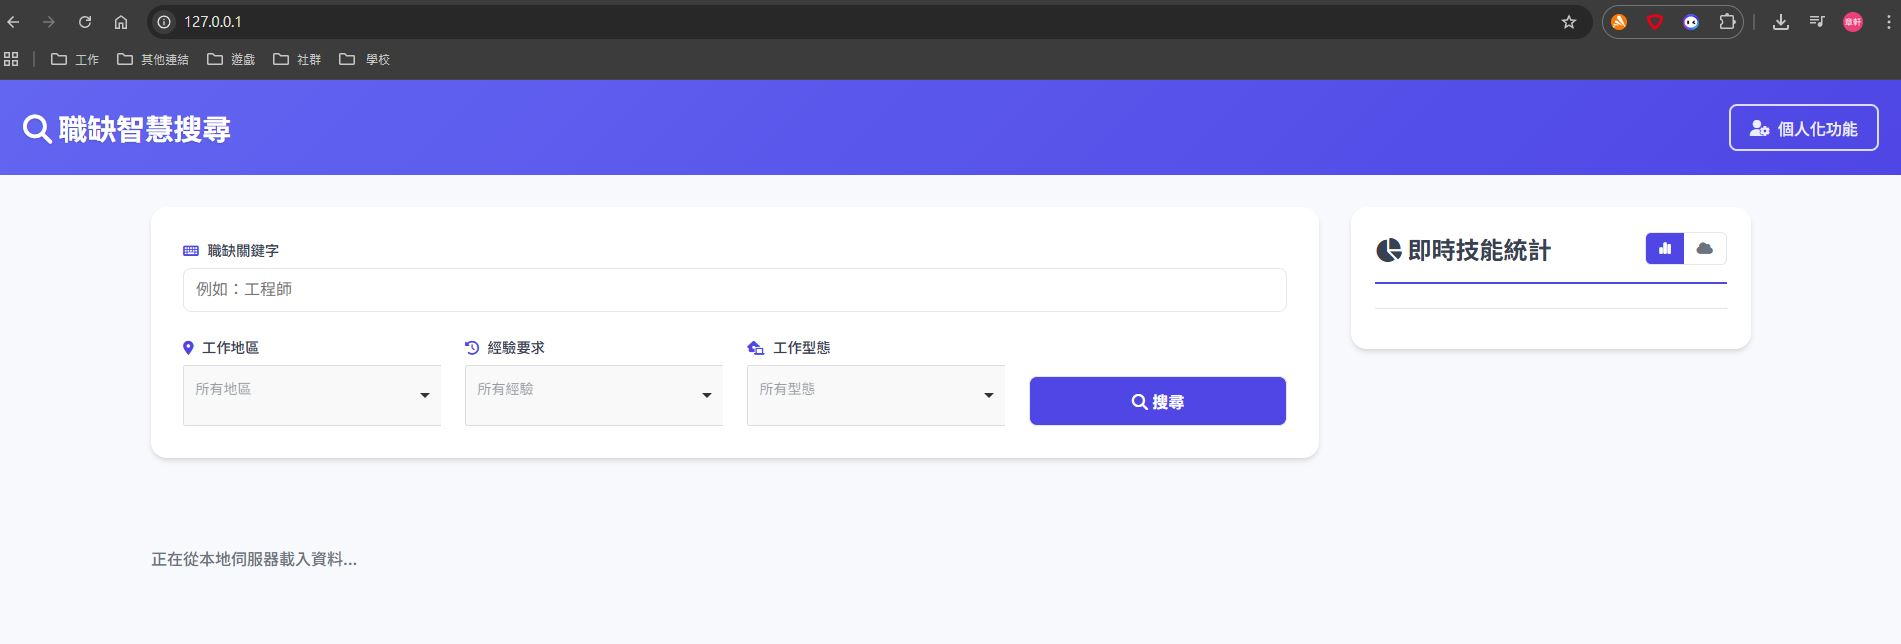 127.0.0.1
工作 其他連結 遊戲 社群 學校
職缺智慧搜尋
個人化功能
職缺關鍵字
例如：工程師
工作地區 經驗要求 工作型態
所有地區 所有經驗 所有型態 搜尋
即時技能統計
正在從本地伺服器載入資料...